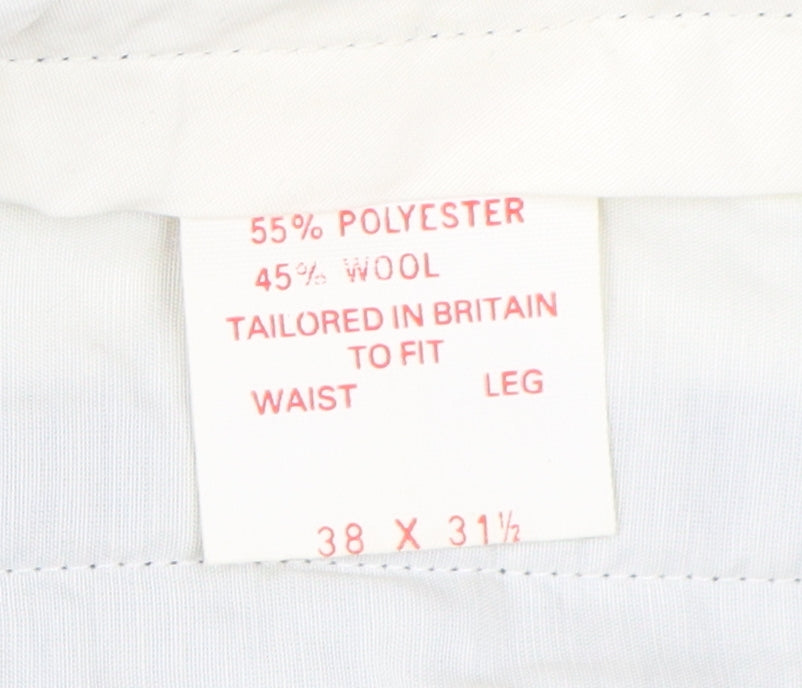 55% POLYESTER
45% WOOL
TAILORED IN BRITAIN
TO FIT
WAIST LEG
38 X 31½